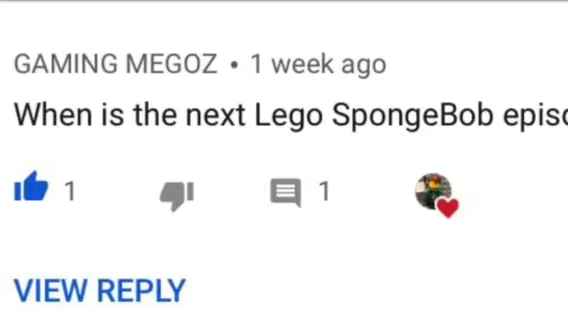 GAMING MEGOZ • 1 week ago
When is the next Lego SpongeBob
1 1
VIEW REPLY